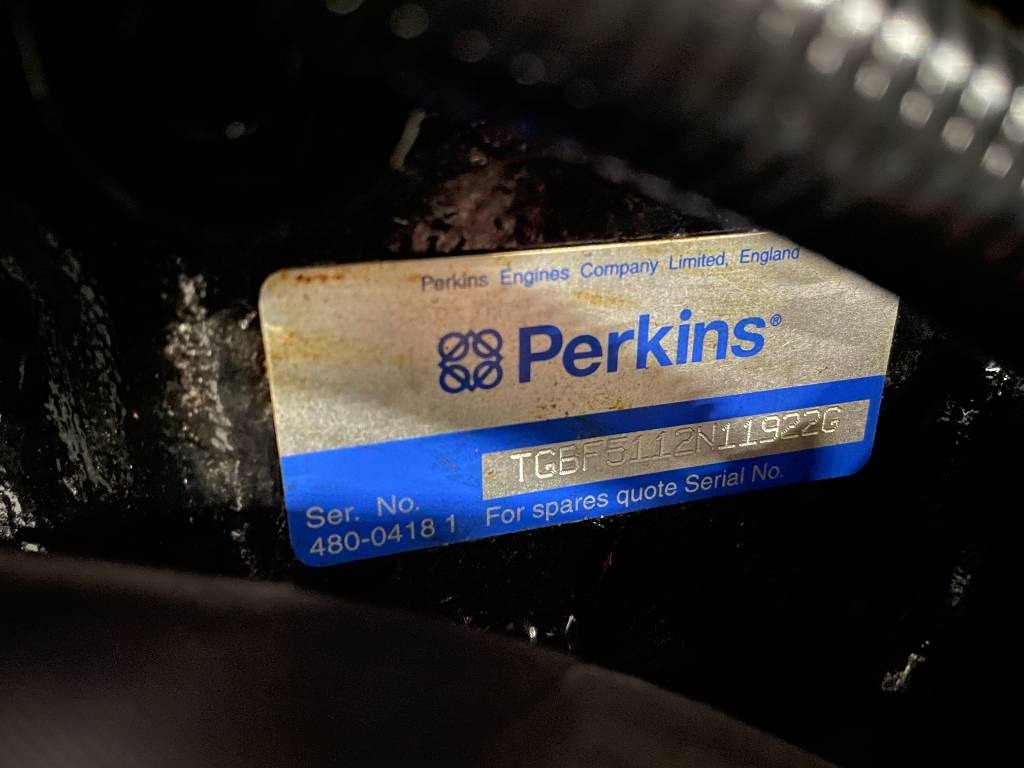 Perkins Engines Company Limited, England
Perkins®
TGBF5112N11922G
Ser. No.
480-0418 1
For spares quote Serial No.